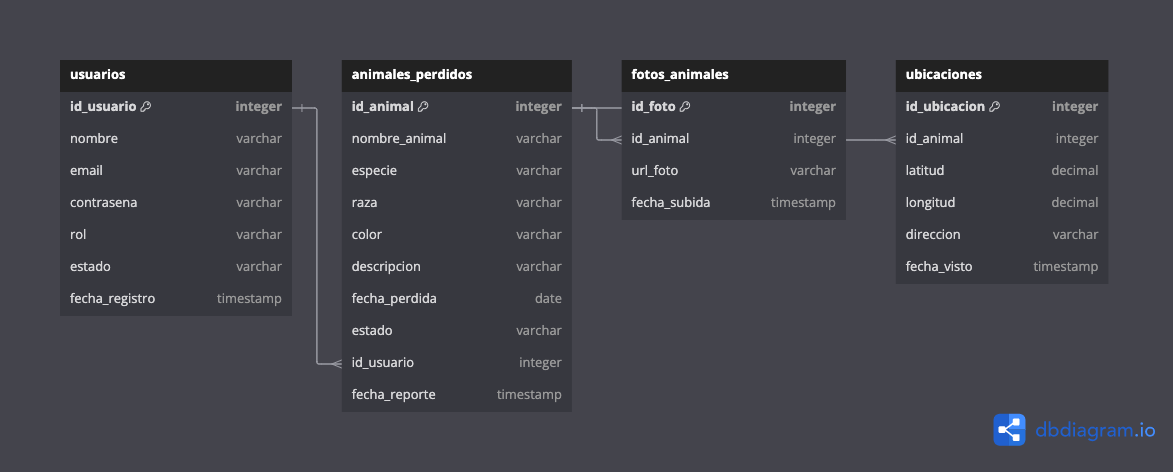 usuarios
id_usuario integer
nombre varchar
email varchar
contrasena varchar
rol varchar
estado varchar
fecha_registro timestamp
animales_perdidos
id_animal integer
nombre_animal varchar
especie varchar
raza varchar
color varchar
descripcion varchar
fecha_perdida date
estado varchar
id_usuario integer
fecha_reporte timestamp
fotos_animales
id_foto integer
id_animal integer
url_foto varchar
fecha_subida timestamp
ubicaciones
id_ubicacion integer
id_animal integer
latitud decimal
longitud decimal
direccion varchar
fecha_visto timestamp
dbdiagram.io